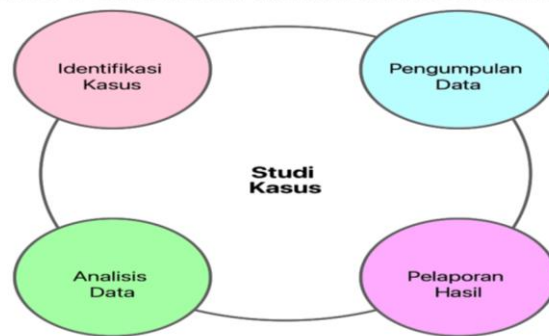 Identifikasi
Kasus
Pengumpulan
Data
Studi
Kasus
Analisis
Data
Pelaporan
Hasil